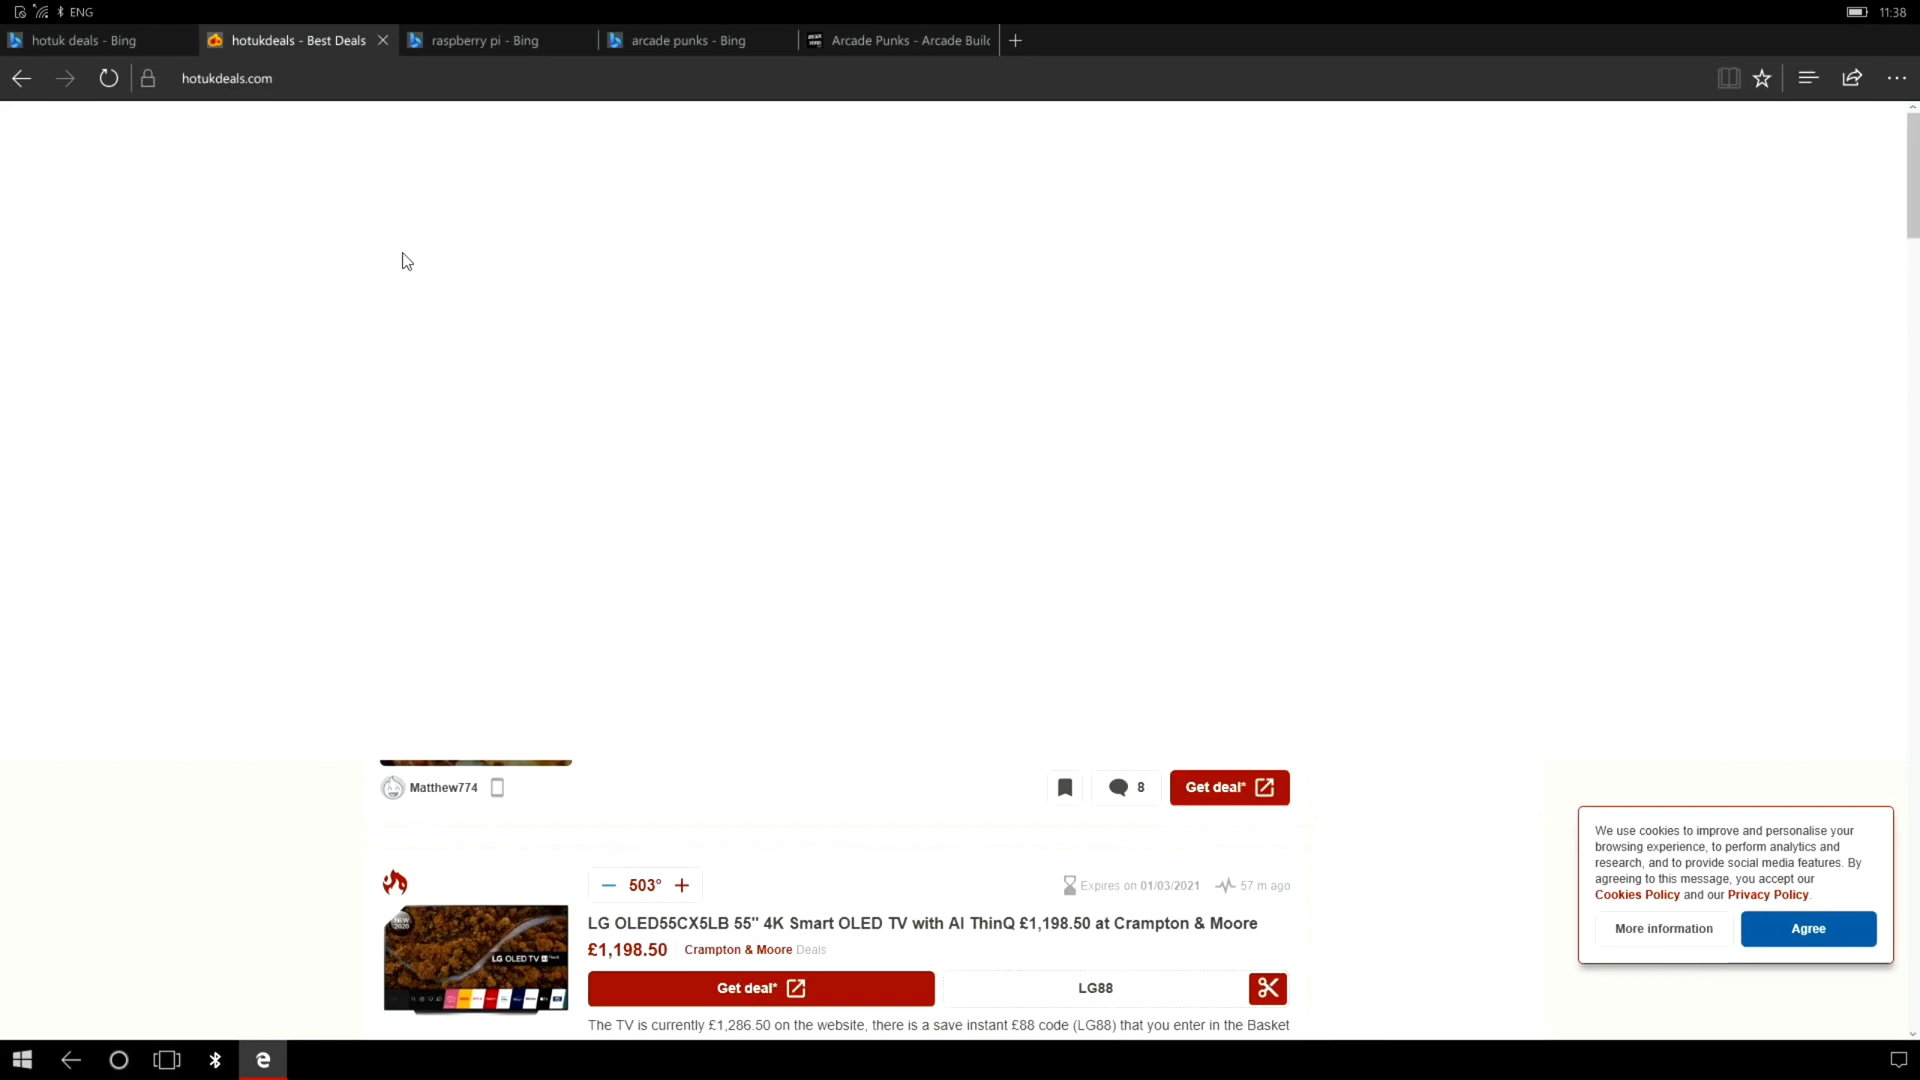 ENG
11:38
hotuk deals - Bing
hotukdeals - Best Deals
raspberry pi - Bing
arcade punks - Bing
Arcade Punks - Arcade Builc
hotukdeals.com
Matthew774
8
Get deal*
503°
Expires on 01/03/2021
57 m ago
LG OLED55CX5LB 55" 4K Smart OLED TV with AI ThinQ £1,198.50 at Crampton & Moore
£1,198.50
Crampton & Moore Deals
NEW
2020
LG OLED TV
Get deal*
LG88
The TV is currently £1,286.50 on the website, there is a save instant £88 code (LG88) that you enter in the Basket
We use cookies to improve and personalise your
browsing experience, to perform analytics and
research, and to provide social media features. By
agreeing to this message, you accept our
Cookies Policy and our Privacy Policy.
More information
Agree